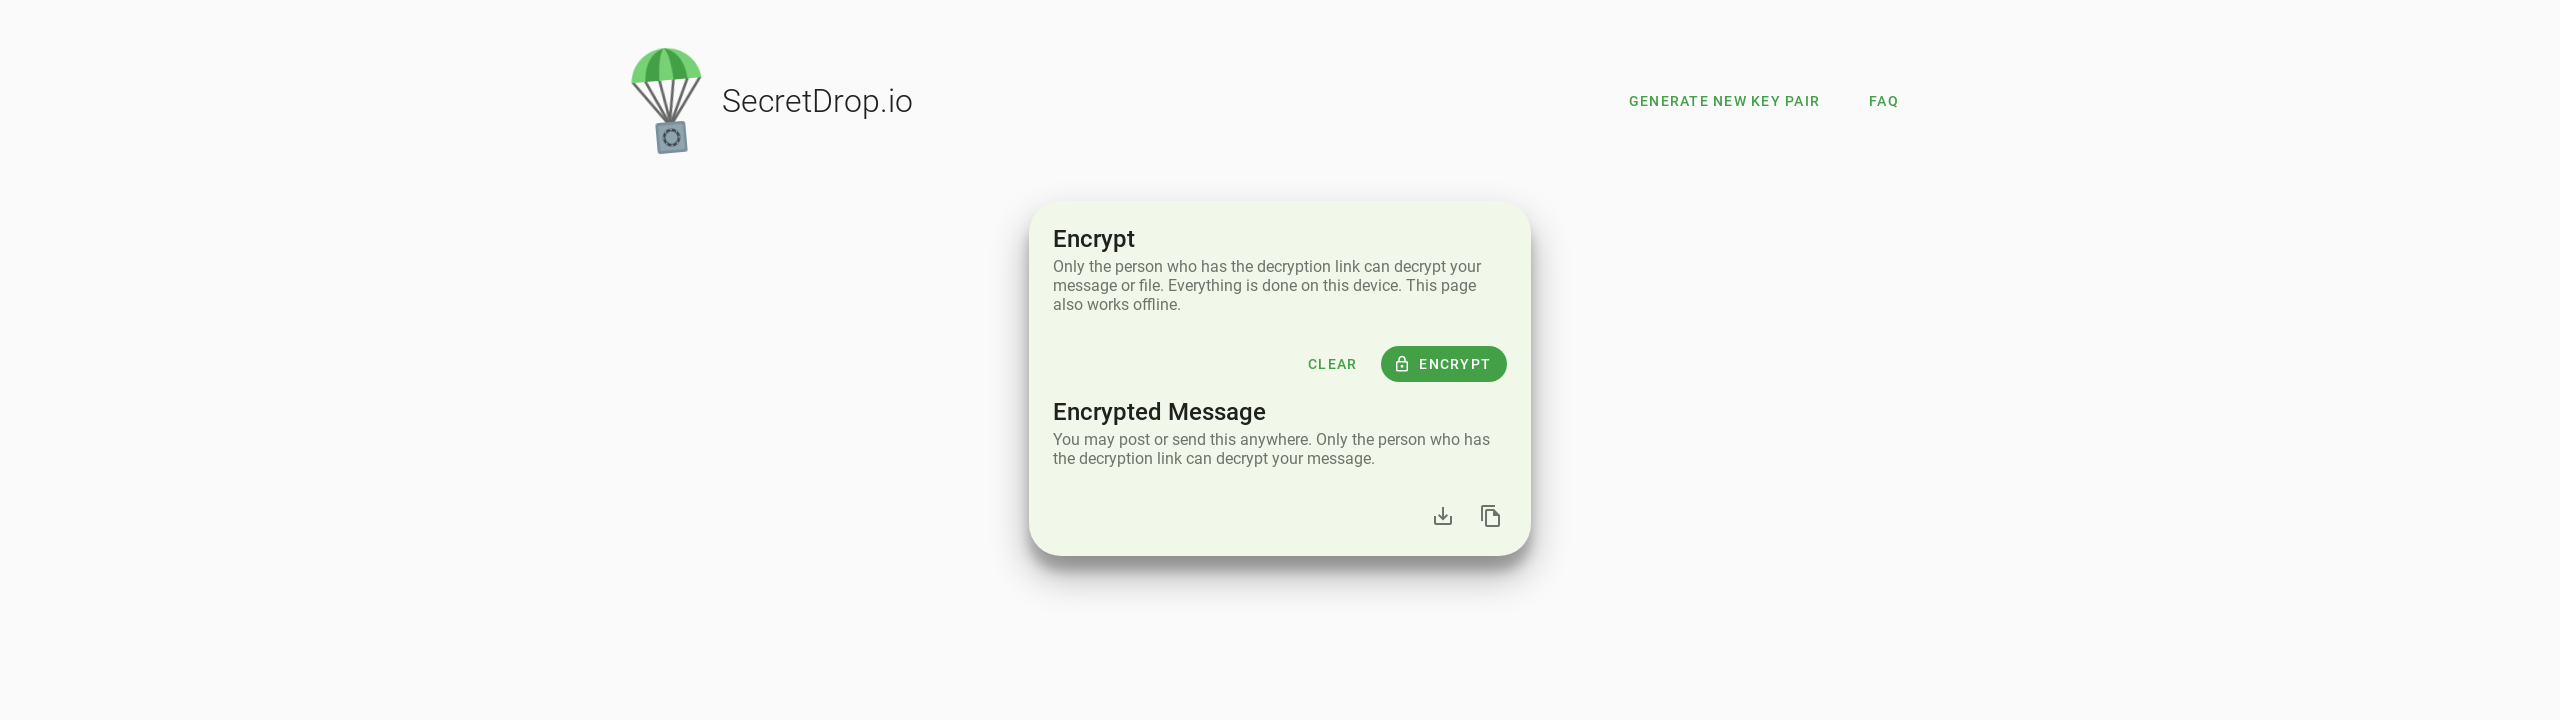 SecretDrop.io
GENERATE NEW KEY PAIR
FAQ
Encrypt
Only the person who has the decryption link can decrypt your
message or file. Everything is done on this device. This page
also works offline.
CLEAR
ENCRYPT
Encrypted Message
You may post or send this anywhere. Only the person who has
the decryption link can decrypt your message.